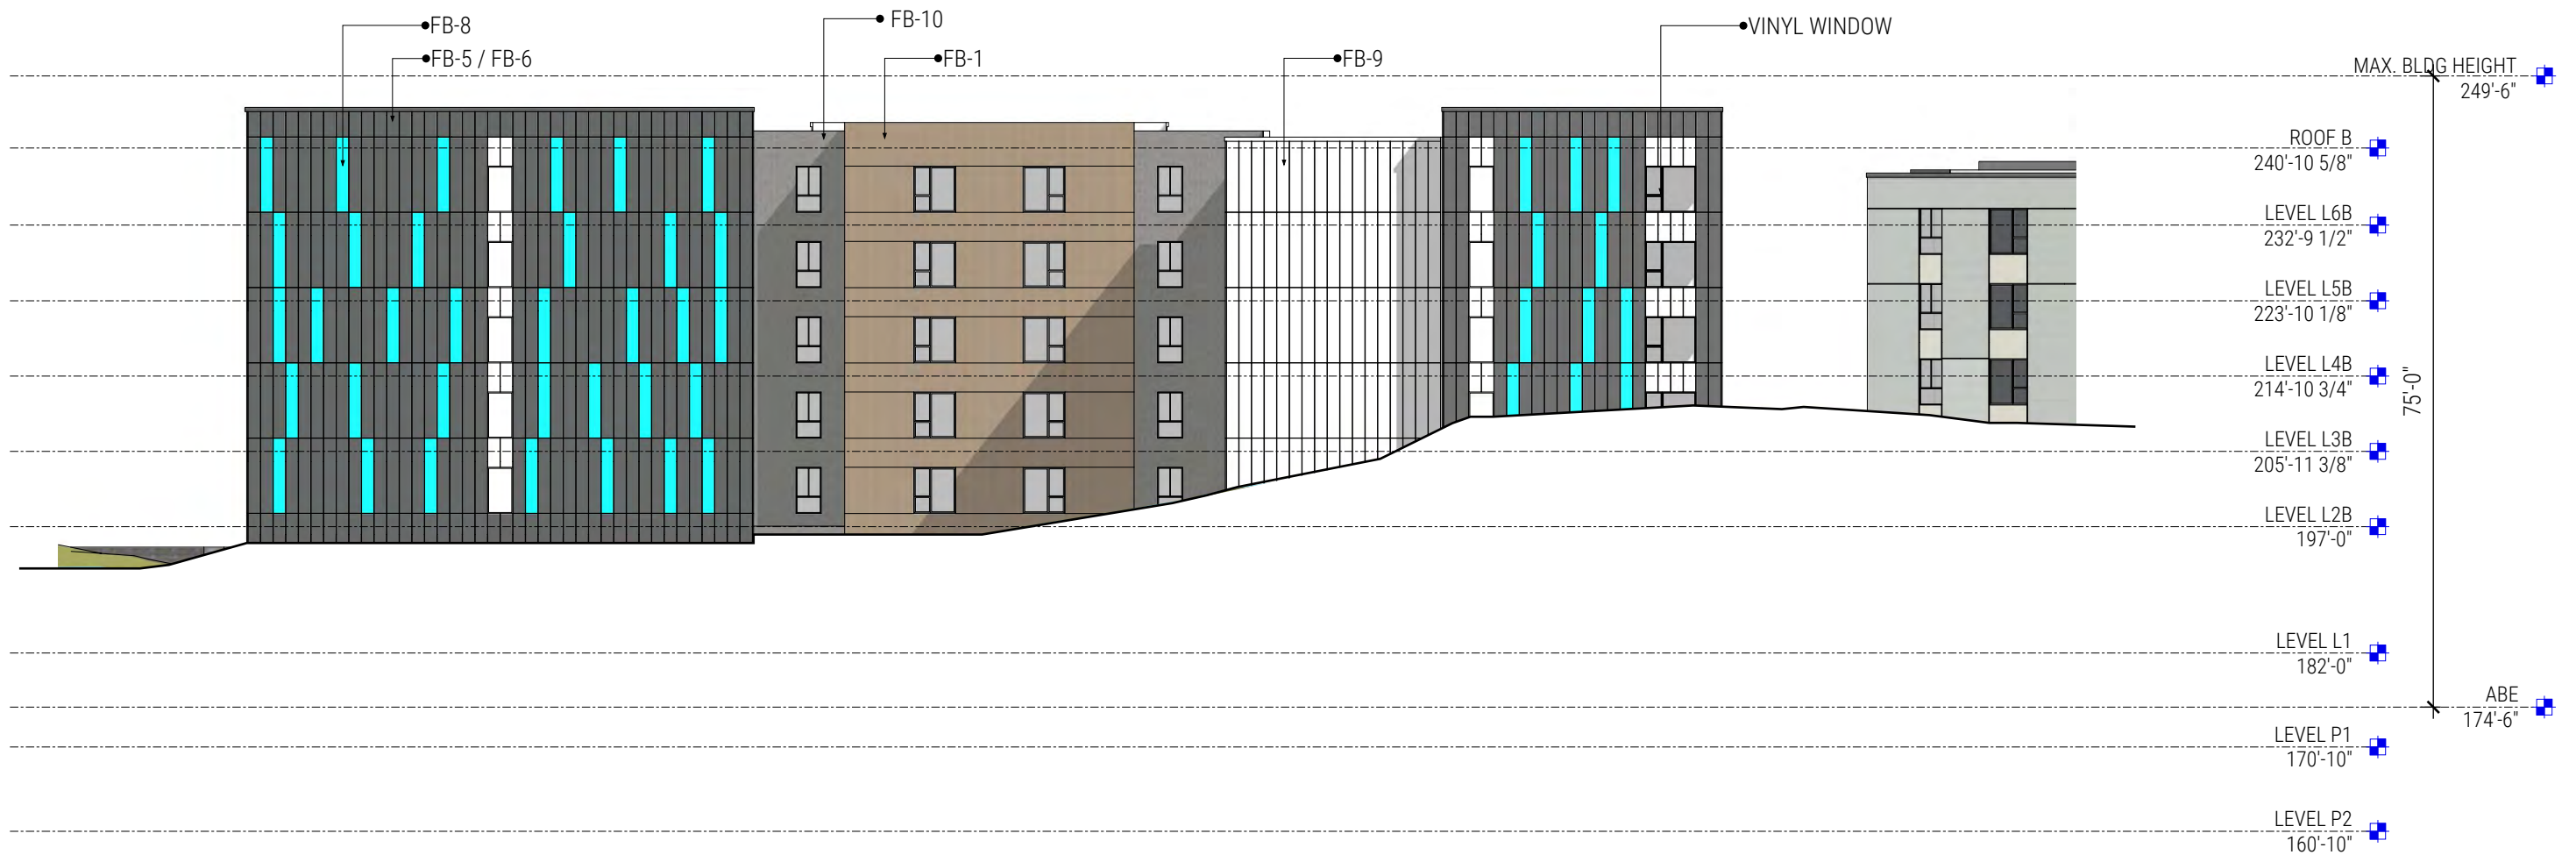 FB-8
FB-10
VINYL WINDOW
FB-5 / FB-6
FB-1
FB-9
MAX. BLDG HEIGHT
249'-6"
ROOF B
240'-10 5/8"
LEVEL L6B
232'-9 1/2"
LEVEL L5B
223'-10 1/8"
LEVEL L4B
214'-10 3/4"
75'-0"
LEVEL L3B
205'-11 3/8"
LEVEL L2B
197'-0"
LEVEL L1
182'-0"
ABE
174'-6"
LEVEL P1
170'-10"
LEVEL P2
160'-10"